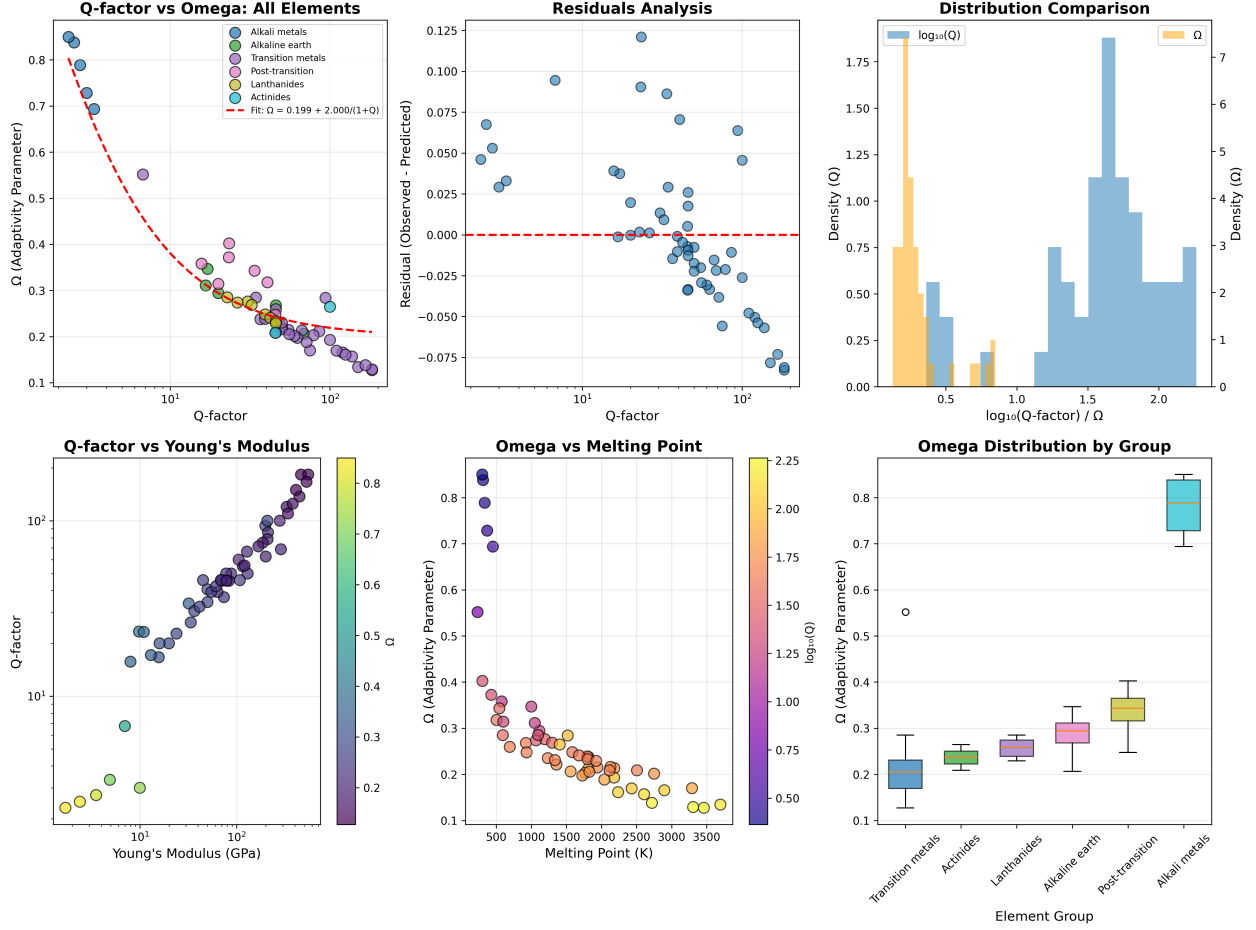 Q-factor vs Omega: All Elements
Ω (Adaptivity Parameter)
0.8
0.7
0.6
0.5
0.4
0.3
0.2
0.1
Alkali metals
Alkaline earth
Transition metals
Post-transition
Lanthanides
Actinides
Fit: Ω = 0.199 + 2.000/(1+Q)
10¹
10²
Q-factor
Residuals Analysis
Residual (Observed - Predicted)
0.125
0.100
0.075
0.050
0.025
0.000
−0.025
−0.050
−0.075
10¹
10²
Q-factor
Distribution Comparison
Density (Q)
1.75
1.50
1.25
1.00
0.75
0.50
0.25
0.00
log₁₀(Q)
Ω
7
6
5
4
3
2
1
0
Density (Ω)
0.5
1.0
1.5
2.0
log₁₀(Q-factor) / Ω
Q-factor vs Young's Modulus
Q-factor
10²
10¹
10¹
10²
Young's Modulus (GPa)
0.8
0.7
0.6
0.5
0.4
0.3
0.2
Ω
Omega vs Melting Point
Ω (Adaptivity Parameter)
0.8
0.7
0.6
0.5
0.4
0.3
0.2
0.1
500
1000
1500
2000
2500
3000
3500
Melting Point (K)
2.25
2.00
1.75
1.50
1.25
1.00
0.75
0.50
log₁₀(Q)
Omega Distribution by Group
Ω (Adaptivity Parameter)
0.8
0.7
0.6
0.5
0.4
0.3
0.2
0.1
Transition metals
Actinides
Lanthanides
Alkaline earth
Post-transition
Alkali metals
Element Group